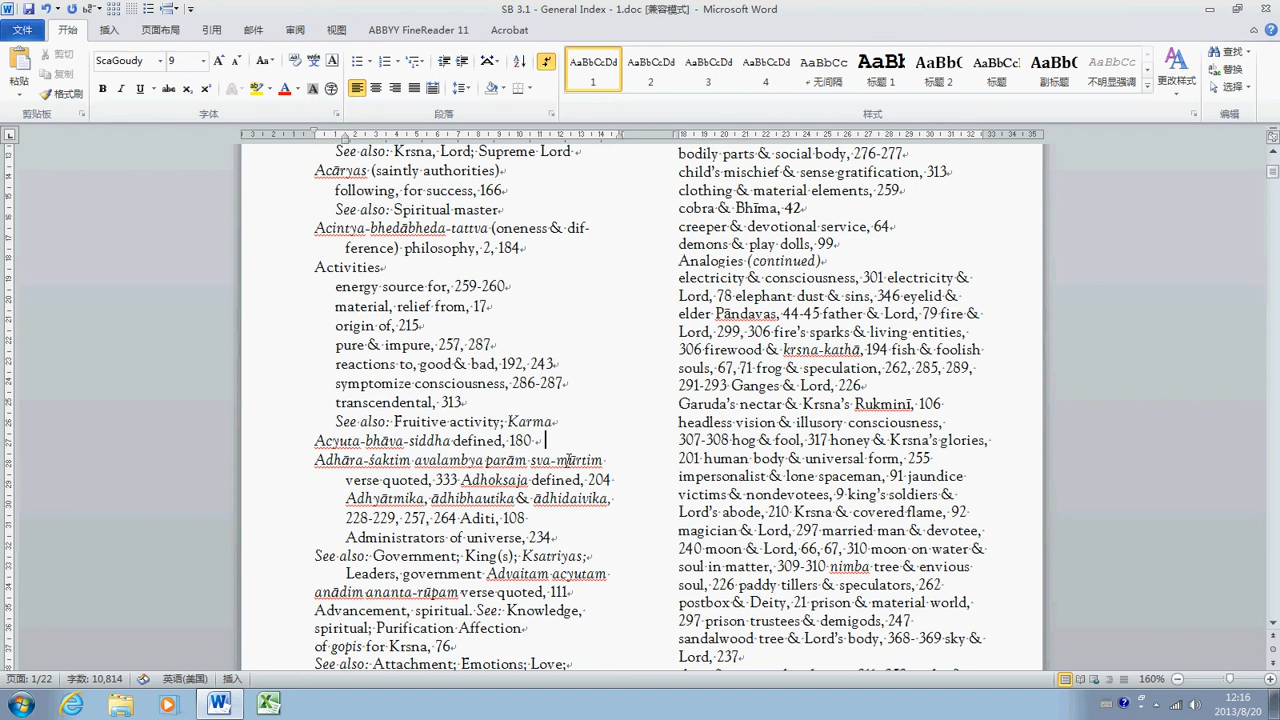 SB 3.1 - General Index - 1.doc [兼容模式] - Microsoft Word
文件
开始
插入
页面布局
引用
邮件
审阅
视图
ABBYY FineReader 11
Acrobat
粘贴
剪切
复制
格式刷
剪贴板
ScaGoudy
9
字体
段落
AaBbCcDd
1
AaBbCcDd
2
AaBbCcDd
3
AaBbCcDd
4
AaBbCc
无间隔
AaBb
标题 1
AaBbC
标题 2
AaBbCc
标题
AaBbC
副标题
AaBbCc
不明显强调
更改样式
样式
查找
替换
选择
编辑
See also: Krsna, Lord; Supreme Lord
Acāryas (saintly authorities)
following, for success, 166
See also: Spiritual master
Acintya-bhedābheda-tattva (oneness & dif-
ference) philosophy, 2, 184
Activities
energy source for, 259-260
material, relief from, 17
origin of, 215
pure & impure, 257, 287
reactions to, good & bad, 192, 243
symptomize consciousness, 286-287
transcendental, 313
See also: Fruitive activity; Karma
Acyuta-bhāva-siddha defined, 180
Adhāra-śaktim avalambya parām sva-mūrtim
verse quoted, 333 Adhoksaja defined, 204
Adhyātmika, ādhibhautika & ādhidaivika,
228-229, 257, 264 Aditi, 108
Administrators of universe, 234
See also: Government; King(s); Ksatriyas;
Leaders, government Advaitam acyutam
anādim ananta-rūpam verse quoted, 111
Advancement, spiritual. See: Knowledge,
spiritual; Purification Affection
of gopis for Krsna, 76
See also: Attachment; Emotions; Love;
bodily parts & social body, 276-277
child's mischief & sense gratification, 313
clothing & material elements, 259
cobra & Bhīma, 42
creeper & devotional service, 64
demons & play dolls, 99
Analogies (continued)
electricity & consciousness, 301 electricity &
Lord, 78 elephant dust & sins, 346 eyelid &
elder Pāndavas, 44-45 father & Lord, 79 fire &
Lord, 299, 306 fire's sparks & living entities,
306 firewood & krsna-kathā, 194 fish & foolish
souls, 67, 71 frog & speculation, 262, 285, 289,
291-293 Ganges & Lord, 226
Garuda's nectar & Krsna's Rukminī, 106
headless vision & illusory consciousness,
307-308 hog & fool, 317 honey & Krsna's glories,
201 human body & universal form, 255
impersonalist & space traveler, 128 jaundice
victims & nondevotees, 9 king's soldiers &
Lord's abode, 210 Krsna & covered flame, 92
magician & Lord, 297 married man & devotee,
240 moon & Lord, 66, 67, 310 moon on water &
soul in matter, 309-310 nimba tree & envious
soul, 226 paddy tillers & speculators, 262
postbox & Deity, 21 prison & material world,
297 prison trustees & demigods, 247
sandalwood tree & Lord's body, 368- 369 sky &
Lord, 237
页面: 1/22
字数: 10,814
英语(美国)
插入
160%
12:16
2013/8/20